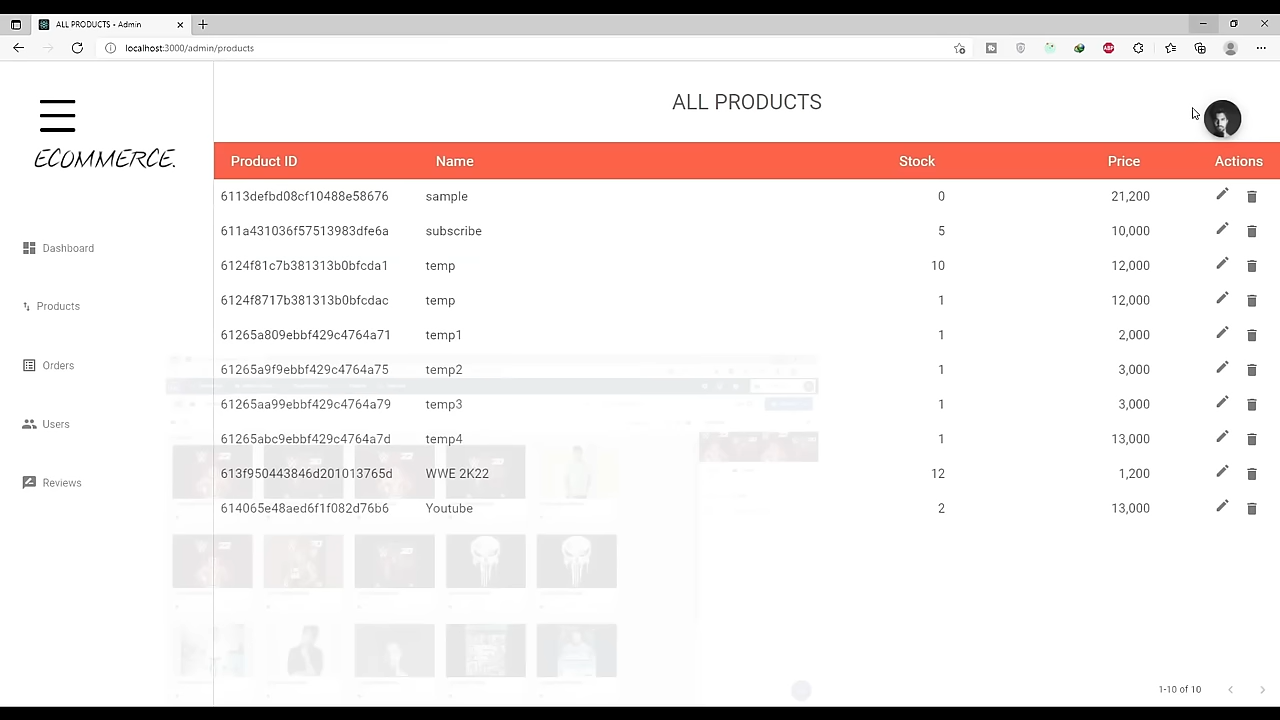 ALL PRODUCTS - Admin
localhost:3000/admin/products
ECOMMERCE.
Dashboard
Products
Orders
Users
Reviews
ALL PRODUCTS
Product ID Name Stock Price Actions
6113defbd08cf10488e58676 sample 0 21,200
611a431036f57513983dfe6a subscribe 5 10,000
6124f81c7b381313b0bfcda1 temp 10 12,000
6124f8717b381313b0bfcdac temp 1 12,000
61265a809ebbf429c4764a71 temp1 1 2,000
61265a9f9ebbf429c4764a75 temp2 1 3,000
61265aa99ebbf429c4764a79 temp3 1 3,000
61265abc9ebbf429c4764a7d temp4 1 13,000
613f950443846d201013765d WWE 2K22 12 1,200
614065e48aed6f1f082d76b6 Youtube 2 13,000
1-10 of 10